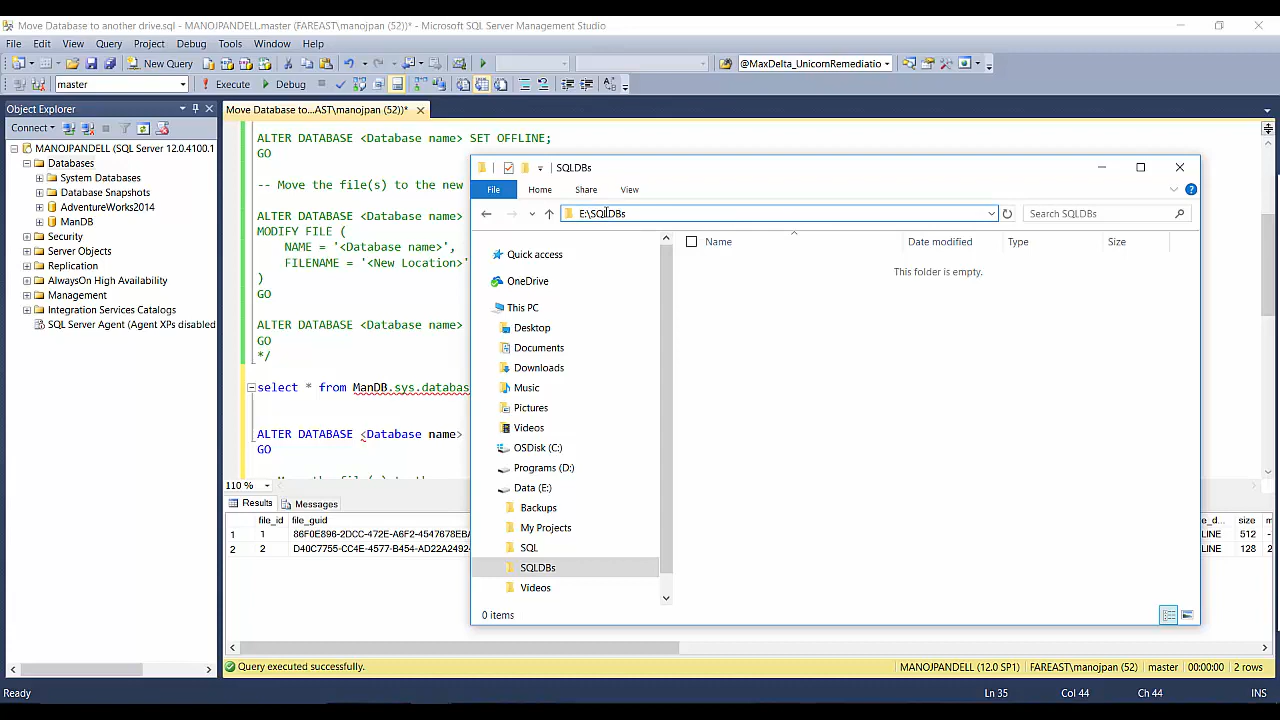 Move Database to another drive.sql - MANOJPANDELL.master (FAREAST\manojpan (52))* - Microsoft SQL Server Management Studio
File Edit View Query Project Debug Tools Window Help
New Query @MaxDelta_UnicomRemediatio
master Execute Debug
Object Explorer
Move Database to...AST\manojpan (52))*
Connect
MANOJPANDELL (SQL Server 12.0.4100.1
Databases
System Databases
Database Snapshots
AdventureWorks2014
ManDB
Security
Server Objects
Replication
AlwaysOn High Availability
Management
Integration Services Catalogs
SQL Server Agent (Agent XPs disabled
ALTER DATABASE <Database name> SET OFFLINE;
GO
-- Move the file(s) to the new
ALTER DATABASE <Database name>
MODIFY FILE (
NAME = '<Database name>',
FILENAME = '<New Location>'
)
GO
ALTER DATABASE <Database name>
GO
*/
select * from ManDB.sys.databas
ALTER DATABASE <Database name>
GO
110 %
SQLDBs
File Home Share View
E:\SQLDBs
Search SQLDBs
Name Date modified Type Size
This folder is empty.
Quick access
OneDrive
This PC
Desktop
Documents
Downloads
Music
Pictures
Videos
OSDisk (C:)
Programs (D:)
Data (E:)
Backups
My Projects
SQL
SQLDBs
Videos
0 items
Results Messages
file_id file_guid e_d... size m
1 1 86F0E896-2DCC-472E-A6F2-4547678EBA LINE 512 -
2 2 D40C7755-CC4E-4577-B454-AD22A2492 LINE 128 2
Query executed successfully.
MANOJPANDELL (12.0 SP1) FAREAST\manojpan (52) master 00:00:00 2 rows
Ready
Ln 35 Col 44 Ch 44 INS